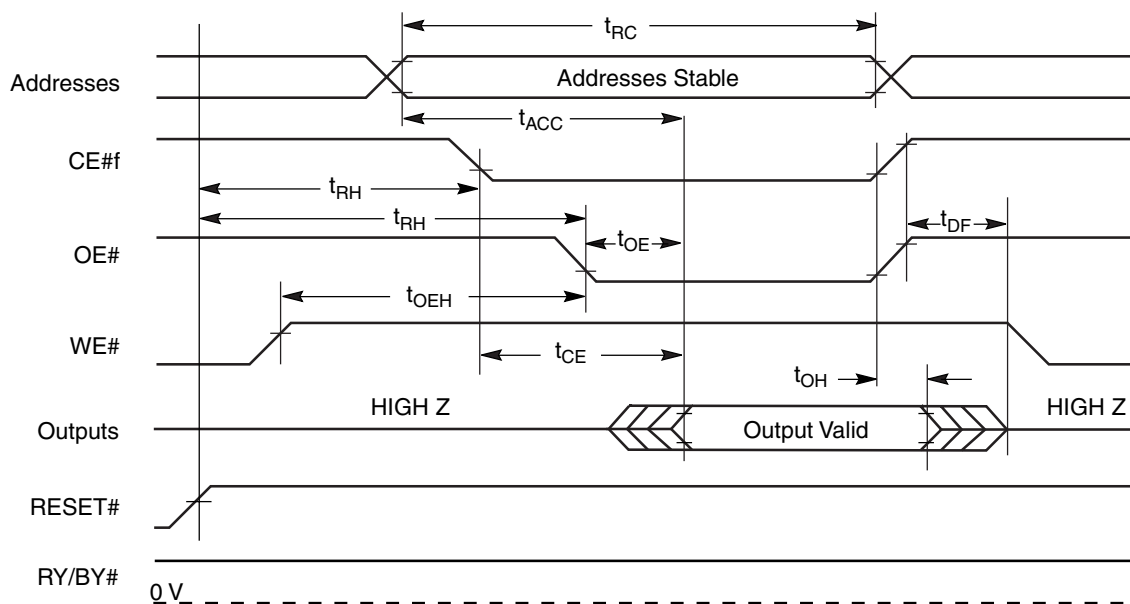 tRC
Addresses
Addresses Stable
tACC
CE#f
tRH
tRH
tDF
OE#
tOE
tOEH
WE#
tCE
tOH
HIGH Z
HIGH Z
Outputs
Output Valid
RESET#
RY/BY#
0 V